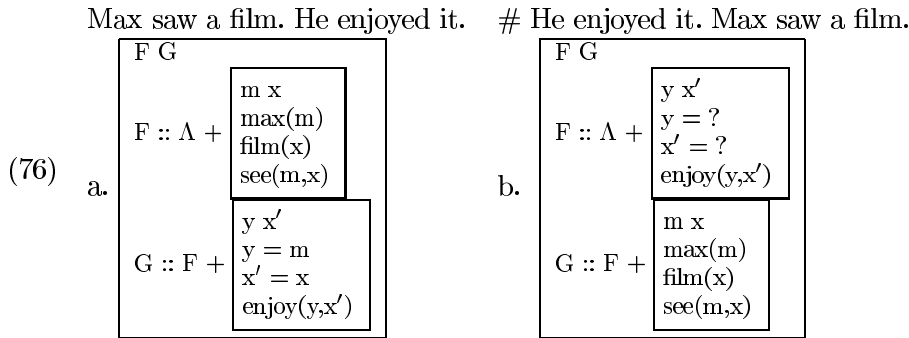 Max saw a film. He enjoyed it.
# He enjoyed it. Max saw a film.
(76)
a.
F G
F :: Λ +
m x
max(m)
film(x)
see(m,x)
G :: F +
y x′
y = m
x′ = x
enjoy(y,x′)
b.
F G
F :: Λ +
y x′
y = ?
x′ = ?
enjoy(y,x′)
G :: F +
m x
max(m)
film(x)
see(m,x)